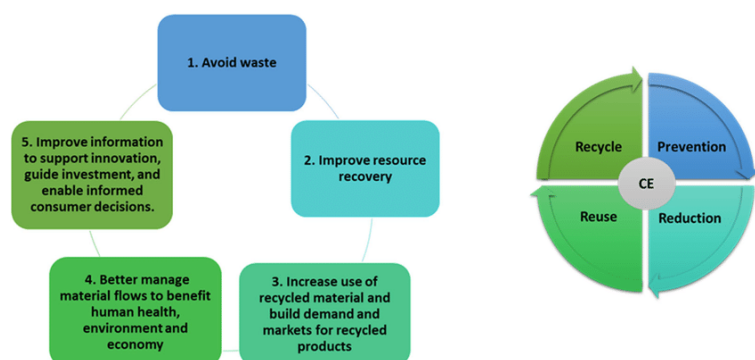 1. Avoid waste
2. Improve resource
recovery
3. Increase use of
recycled material and
build demand and
markets for recycled
products
4. Better manage
material flows to benefit
human health,
environment and
economy
5. Improve information
to support innovation,
guide investment, and
enable informed
consumer decisions.
Recycle
Prevention
CE
Reuse
Reduction